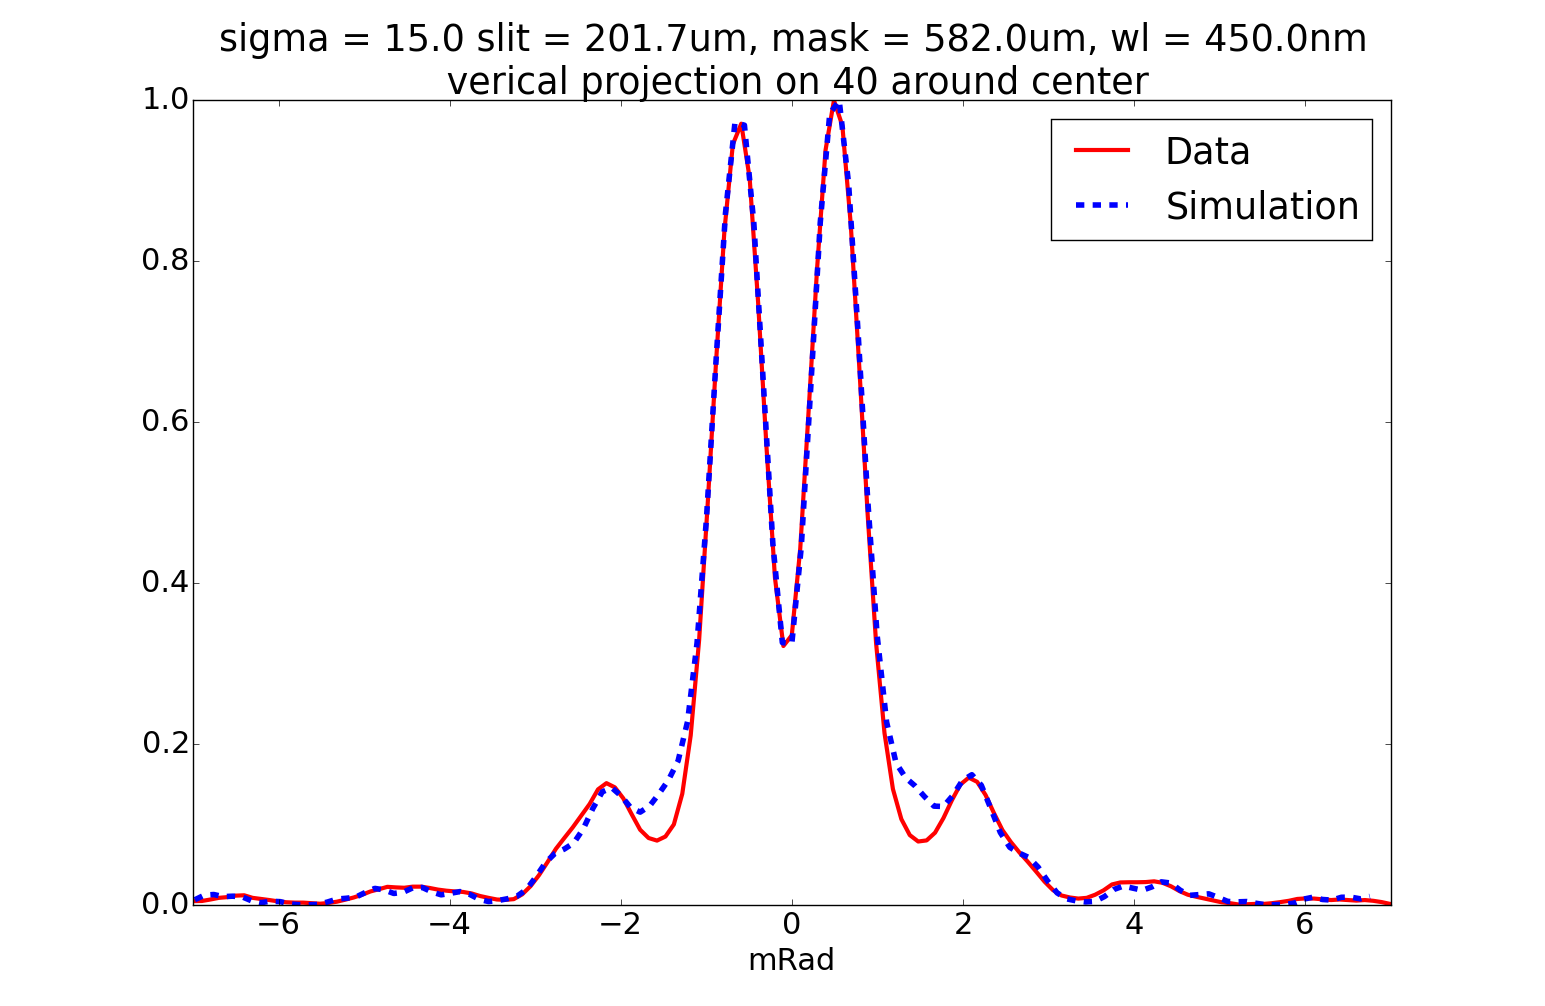 sigma = 15.0 slit = 201.7um, mask = 582.0um, wl = 450.0nm
verical projection on 40 around center
1.0
0.8
0.6
0.4
0.2
0.0
Data
Simulation
−6 −4 −2 0 2 4 6
mRad